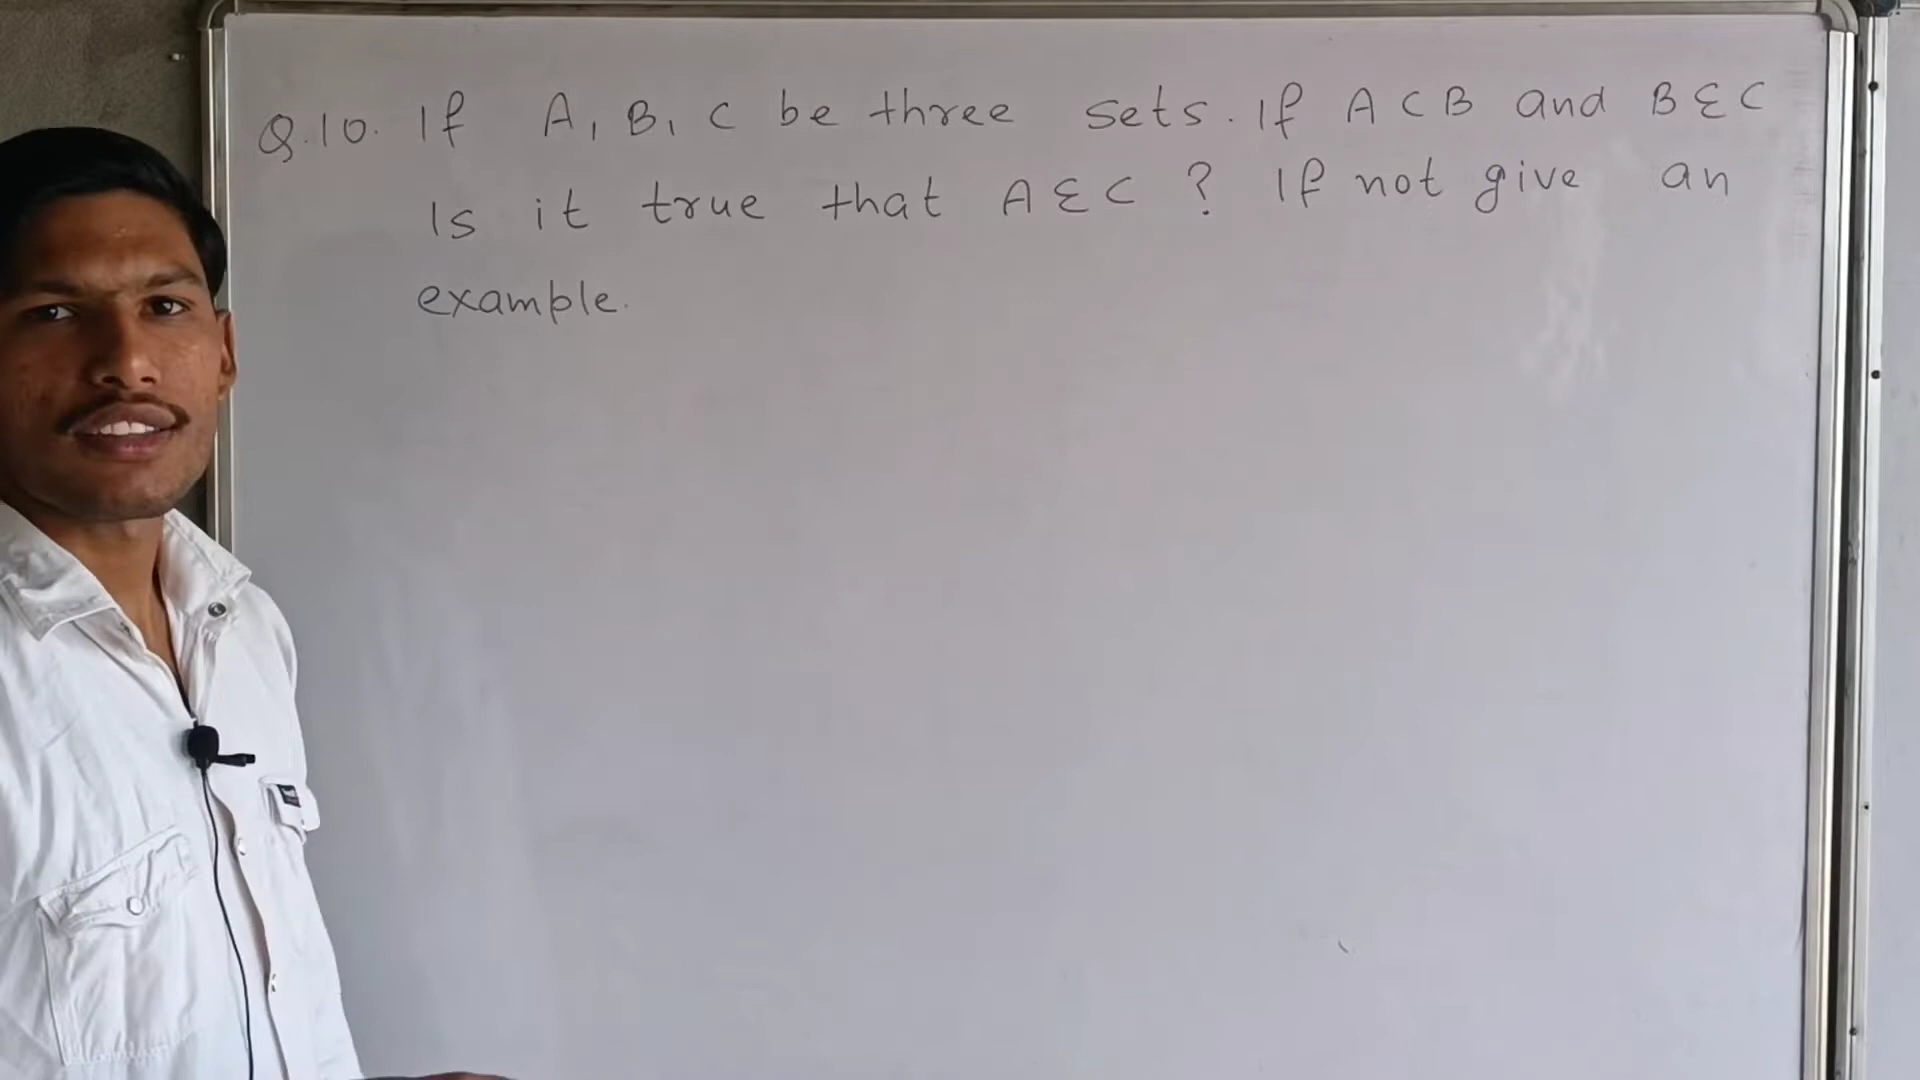 Q.10. If A, B, C be three sets. If A ⊂ B and B ∈ C
Is it true that A ∈ C ? If not give an
example.